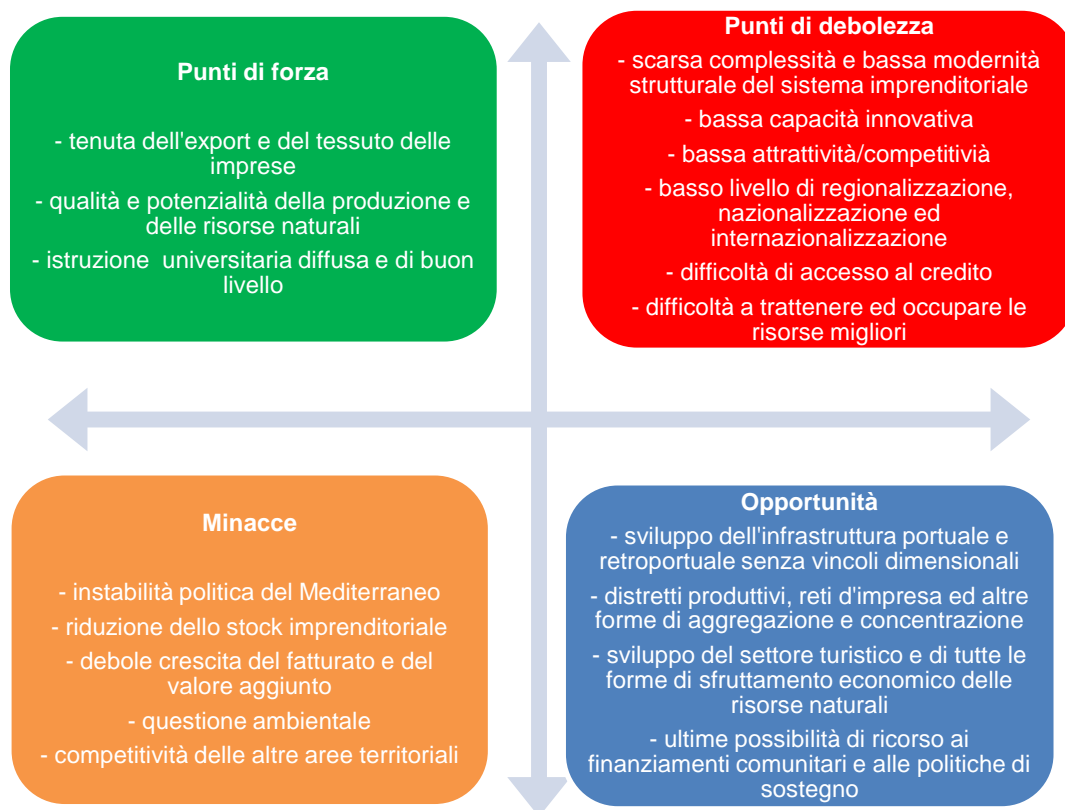 Punti di forza
- tenuta dell'export e del tessuto delle
imprese
- qualità e potenzialità della produzione e
delle risorse naturali
- istruzione  universitaria diffusa e di buon
livello
Punti di debolezza
- scarsa complessità e bassa modernità
strutturale del sistema imprenditoriale
- bassa capacità innovativa
- bassa attrattività/competitivià
- basso livello di regionalizzazione,
nazionalizzazione ed
internazionalizzazione
- difficoltà di accesso al credito
- difficoltà a trattenere ed occupare le
risorse migliori
Minacce
- instabilità politica del Mediterraneo
- riduzione dello stock imprenditoriale
- debole crescita del fatturato e del
valore aggiunto
- questione ambientale
- competitività delle altre aree territoriali
Opportunità
- sviluppo dell'infrastruttura portuale e
retroportuale senza vincoli dimensionali
- distretti produttivi, reti d'impresa ed altre
forme di aggregazione e concentrazione
- sviluppo del settore turistico e di tutte le
forme di sfruttamento economico delle
risorse naturali
- ultime possibilità di ricorso ai
finanziamenti comunitari e alle politiche di
sostegno